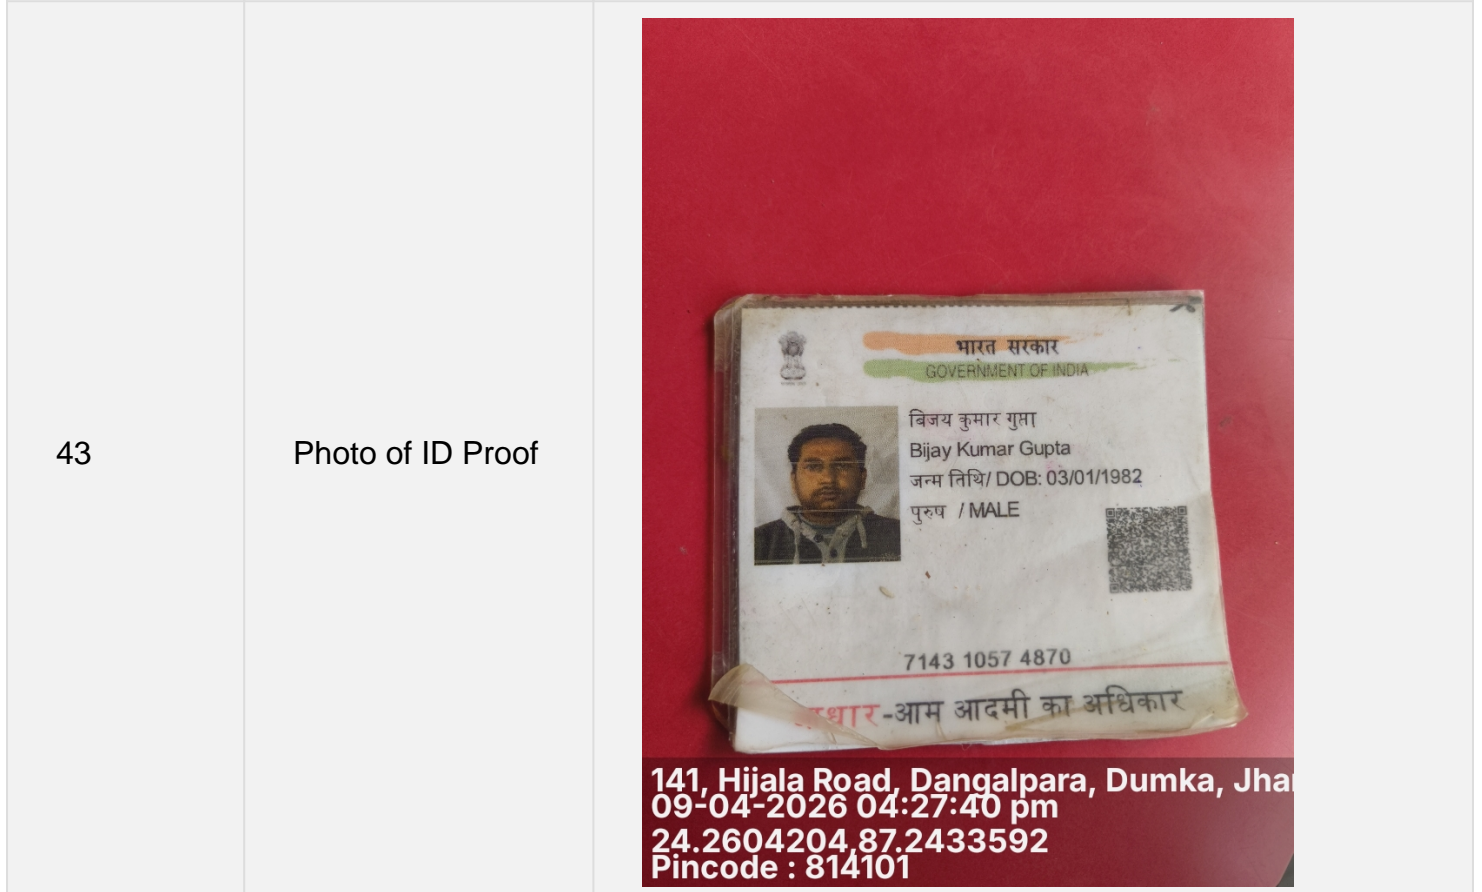 43
Photo of ID Proof
भारत सरकार
GOVERNMENT OF INDIA
बिजय कुमार गुप्ता
Bijay Kumar Gupta
जन्म तिथि/ DOB: 03/01/1982
पुरुष / MALE
7143 1057 4870
-आम आदमी का अधिकार
141, Hijala Road, Dangalpara, Dumka, Jhar
09-04-2026 04:27:40 pm
24.2604204,87.2433592
Pincode : 814101